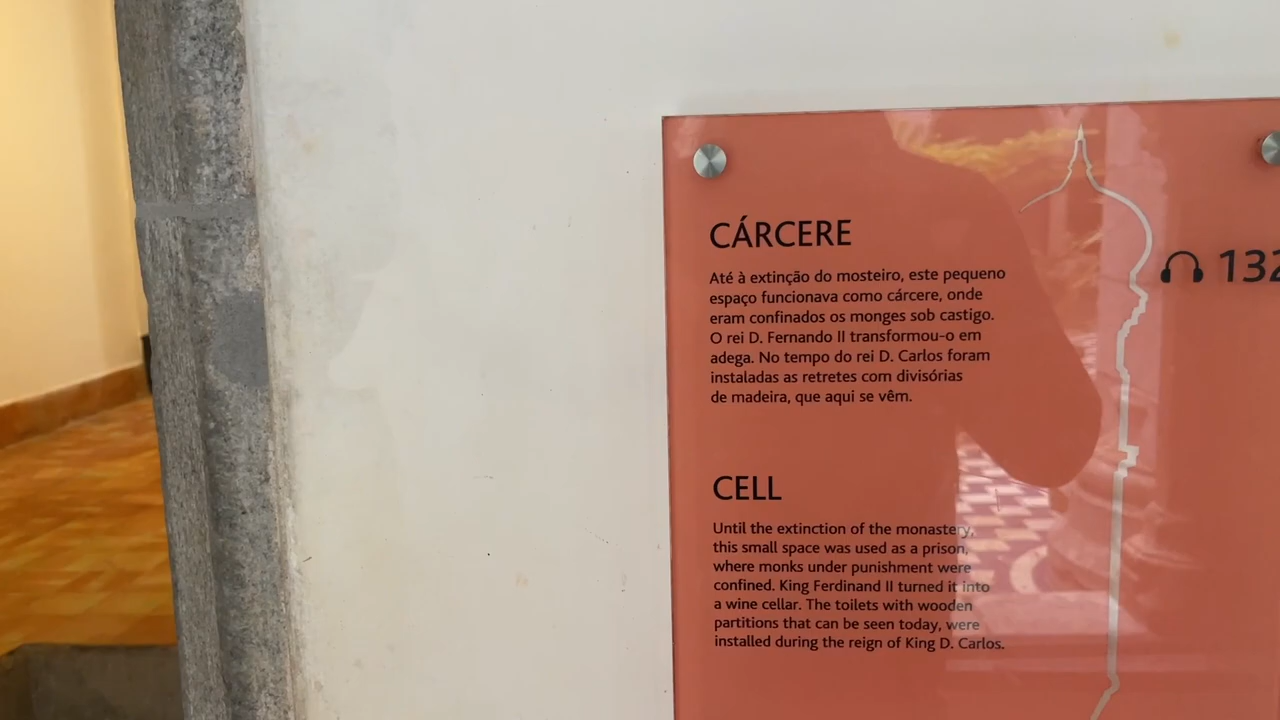 CÁRCERE
Até à extinção do mosteiro, este pequeno
espaço funcionava como cárcere, onde
eram confinados os monges sob castigo.
O rei D. Fernando II transformou-o em
adega. No tempo do rei D. Carlos foram
instaladas as retretes com divisórias
de madeira, que aqui se vêm.
132
CELL
Until the extinction of the monastery,
this small space was used as a prison,
where monks under punishment were
confined. King Ferdinand II turned it into
a wine cellar. The toilets with wooden
partitions that can be seen today, were
installed during the reign of King D. Carlos.